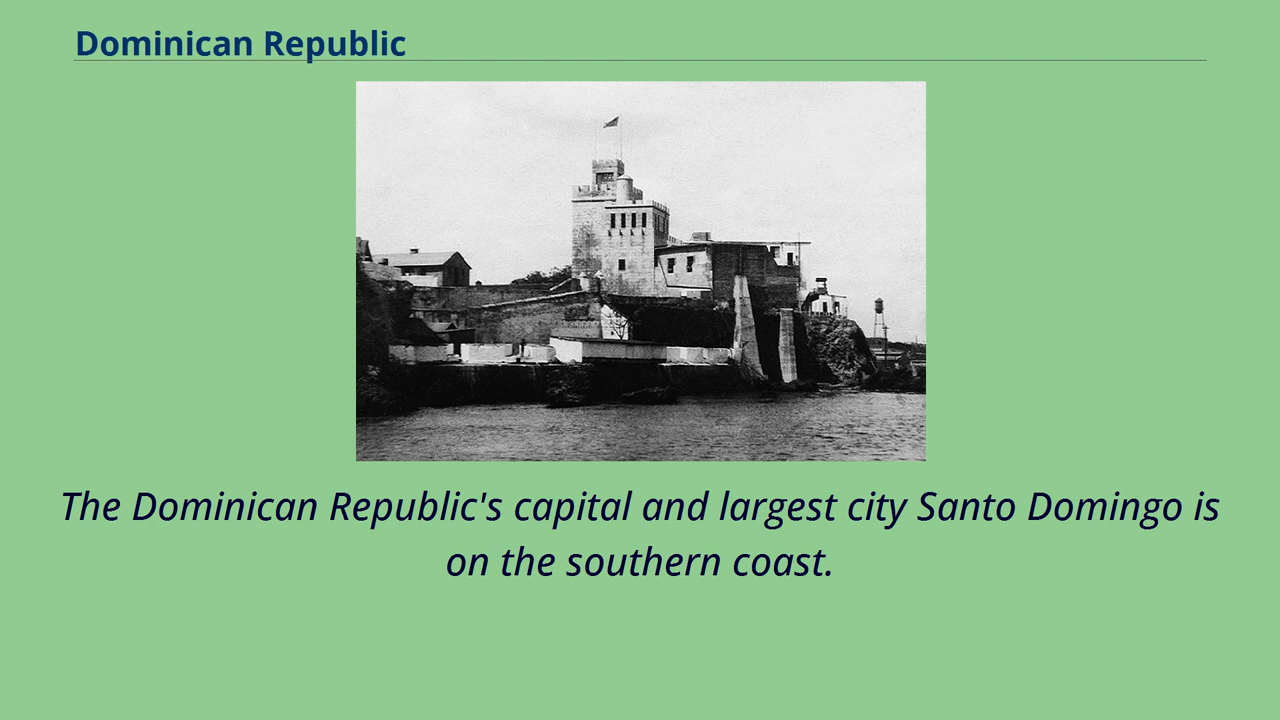 Dominican Republic
The Dominican Republic's capital and largest city Santo Domingo is
on the southern coast.